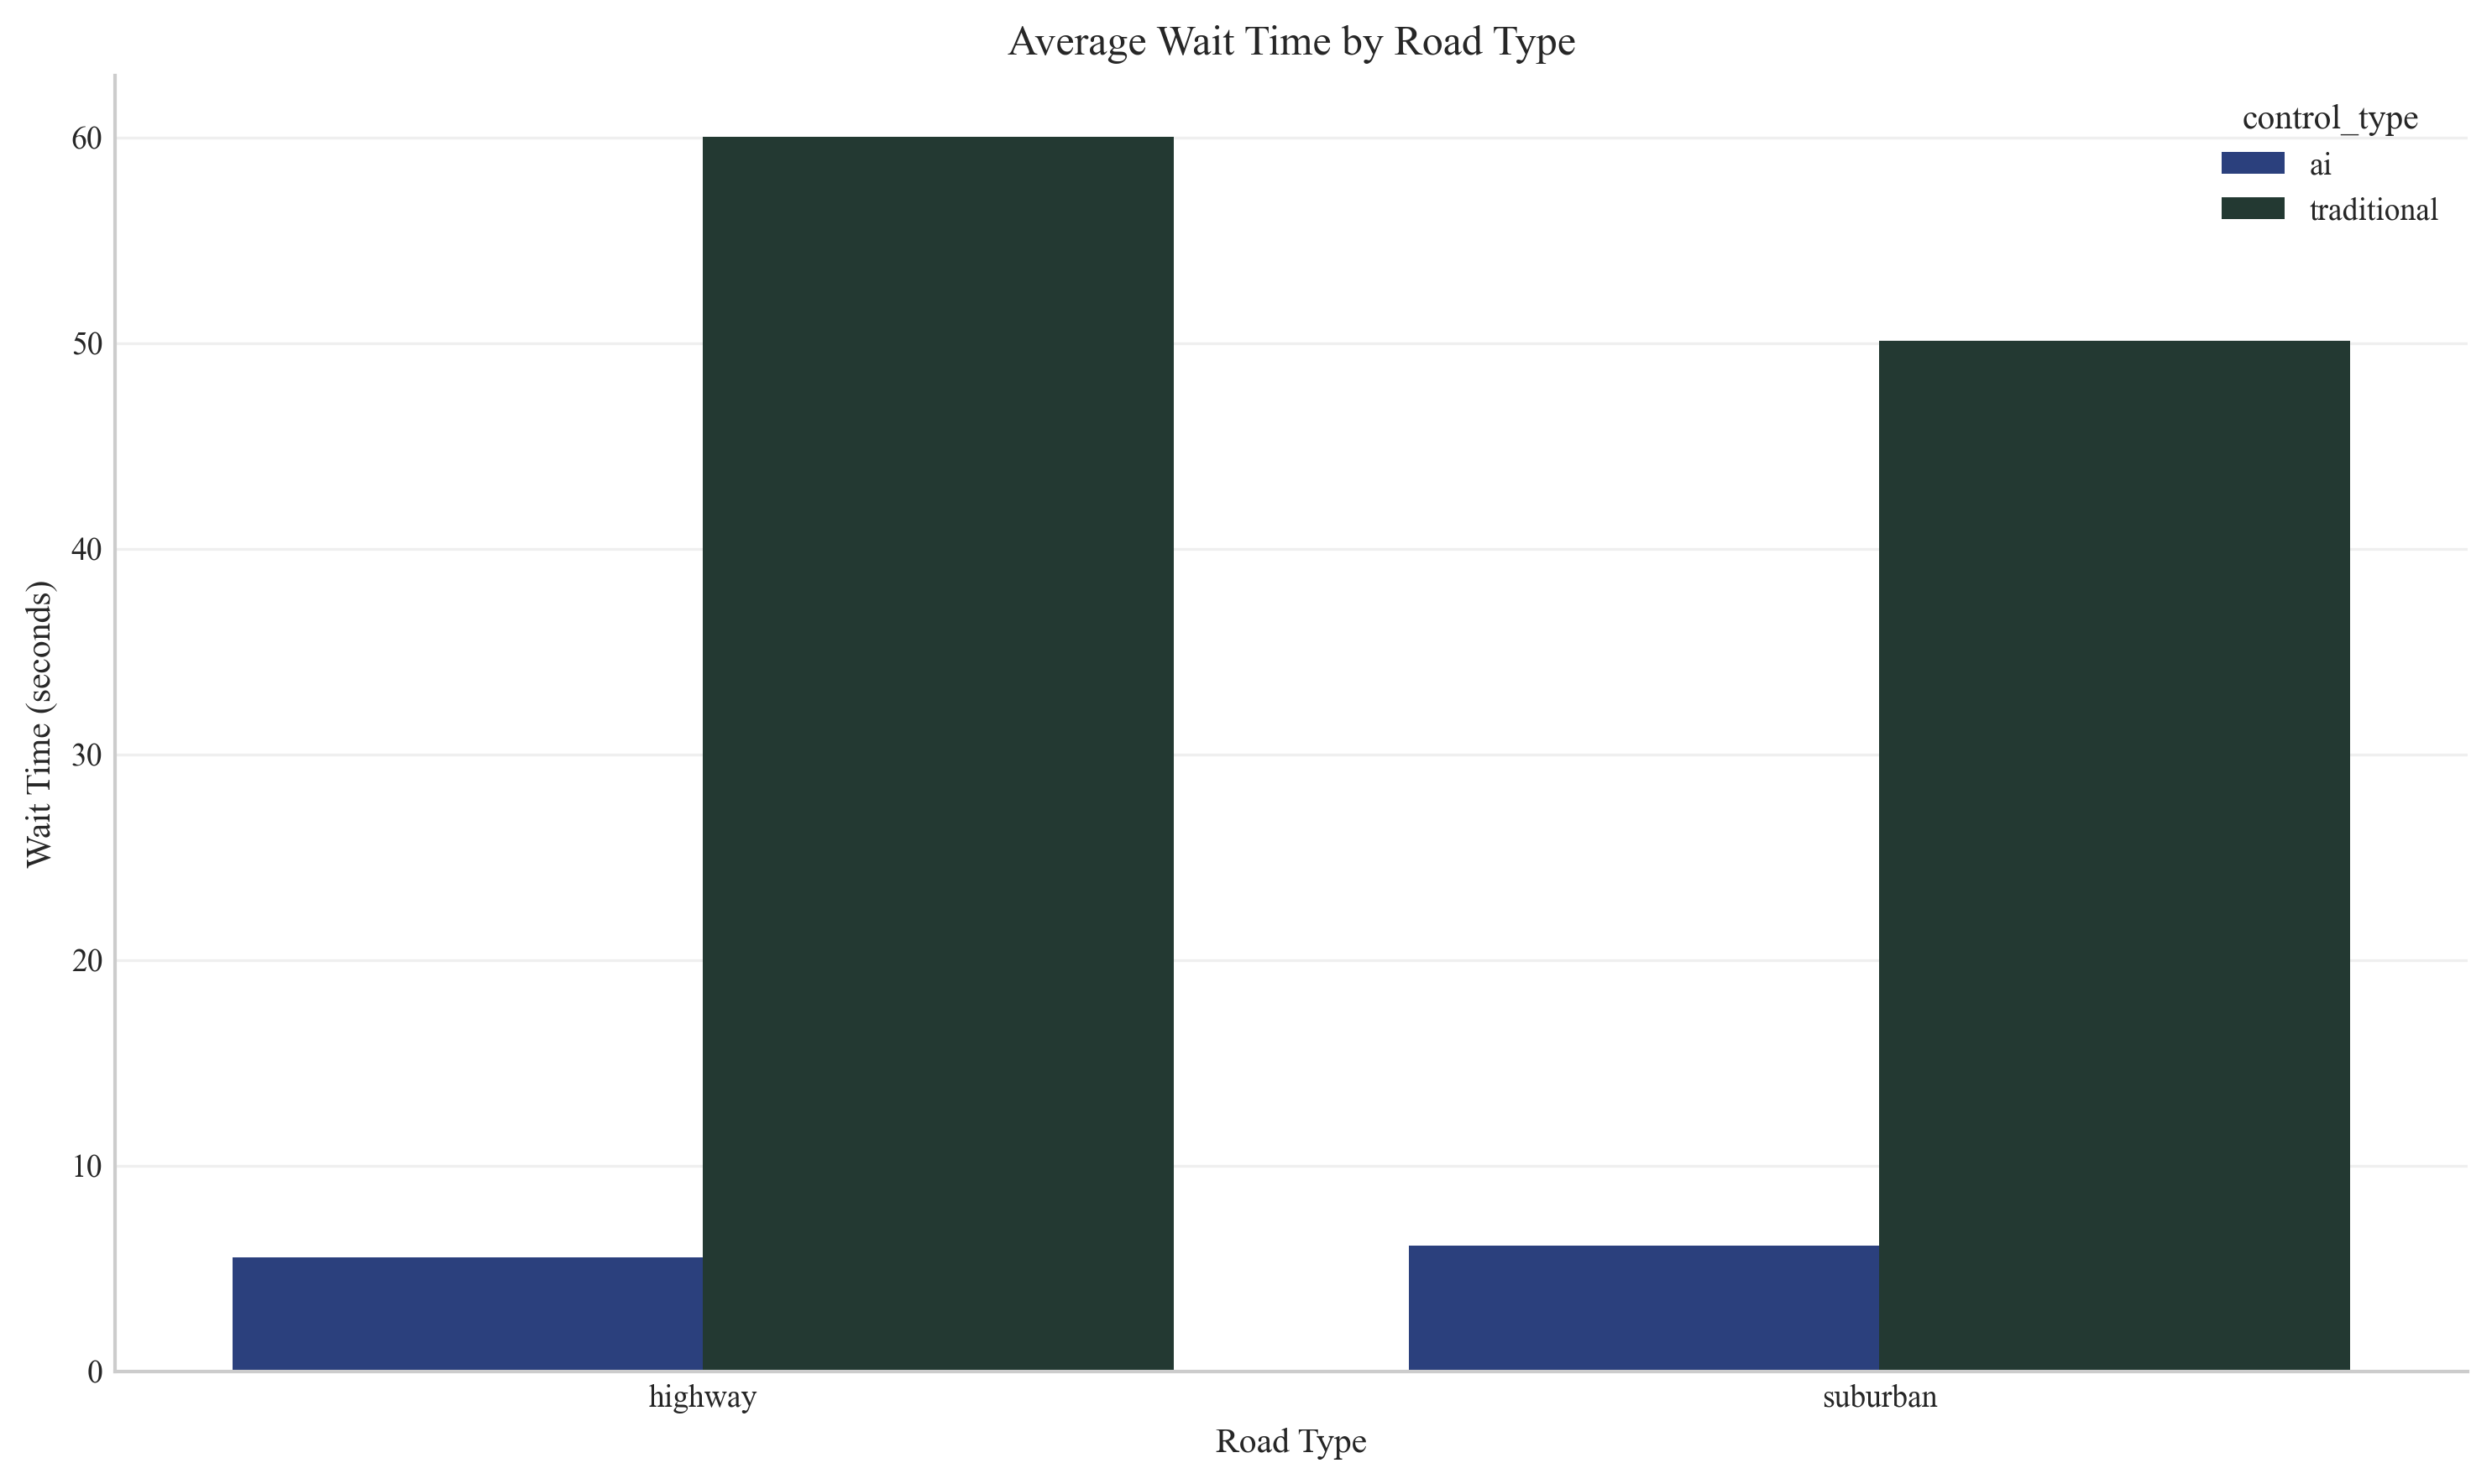 Average Wait Time by Road Type
control_type
ai
traditional
Wait Time (seconds)
60
50
40
30
20
10
0
highway
suburban
Road Type